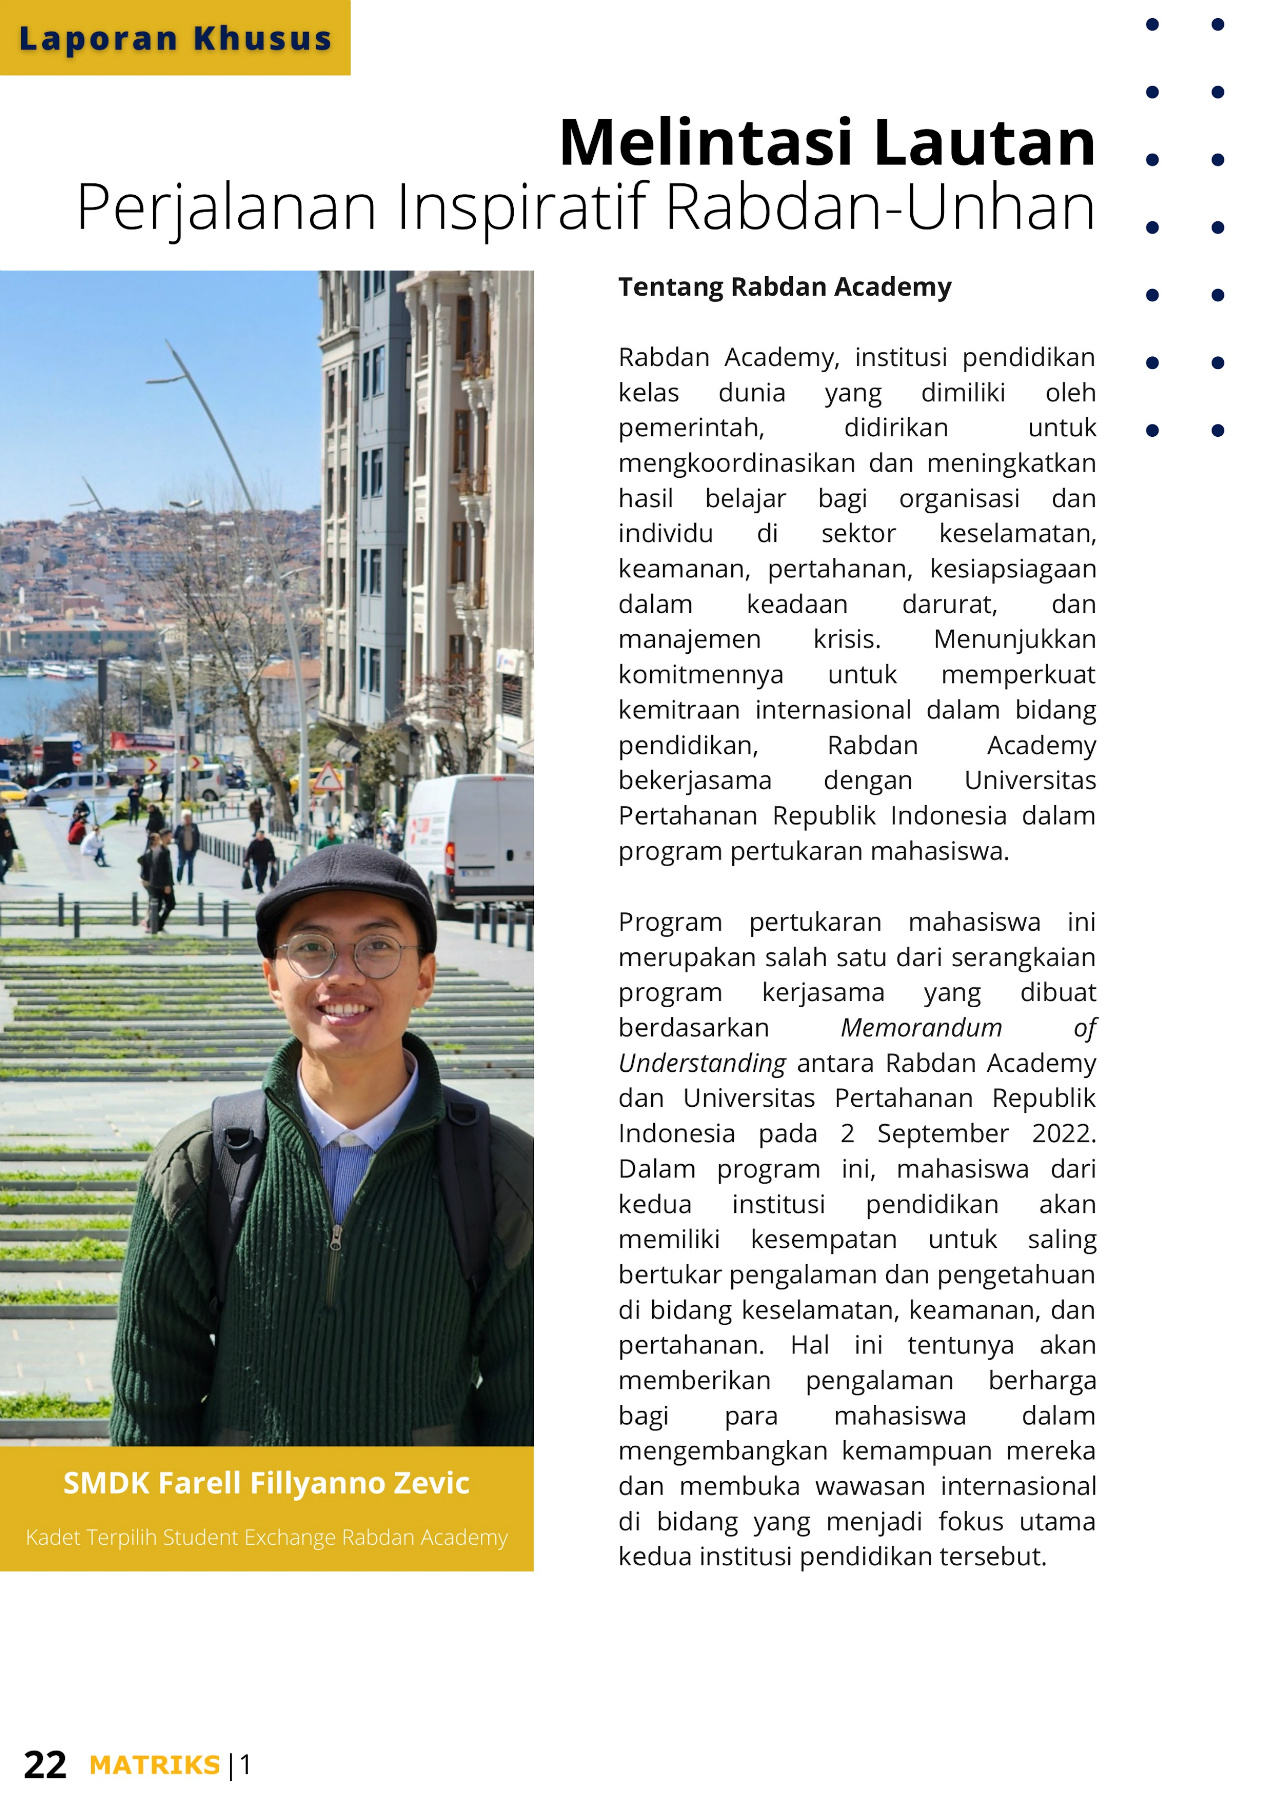 Laporan Khusus
Melintasi Lautan
Perjalanan Inspiratif Rabdan-Unhan
Tentang Rabdan Academy
Rabdan Academy, institusi pendidikan
kelas dunia yang dimiliki oleh
pemerintah, didirikan untuk
mengkoordinasikan dan meningkatkan
hasil belajar bagi organisasi dan
individu di sektor keselamatan,
keamanan, pertahanan, kesiapsiagaan
dalam keadaan darurat, dan
manajemen krisis. Menunjukkan
komitmennya untuk memperkuat
kemitraan internasional dalam bidang
pendidikan, Rabdan Academy
bekerjasama dengan Universitas
Pertahanan Republik Indonesia dalam
program pertukaran mahasiswa.
Program pertukaran mahasiswa ini
merupakan salah satu dari serangkaian
program kerjasama yang dibuat
berdasarkan Memorandum of
Understanding antara Rabdan Academy
dan Universitas Pertahanan Republik
Indonesia pada 2 September 2022.
Dalam program ini, mahasiswa dari
kedua institusi pendidikan akan
memiliki kesempatan untuk saling
bertukar pengalaman dan pengetahuan
di bidang keselamatan, keamanan, dan
pertahanan. Hal ini tentunya akan
memberikan pengalaman berharga
bagi para mahasiswa dalam
mengembangkan kemampuan mereka
dan membuka wawasan internasional
di bidang yang menjadi fokus utama
kedua institusi pendidikan tersebut.
SMDK Farell Fillyanno Zevic
Kadet Terpilih Student Exchange Rabdan Academy
22 MATRIKS |1